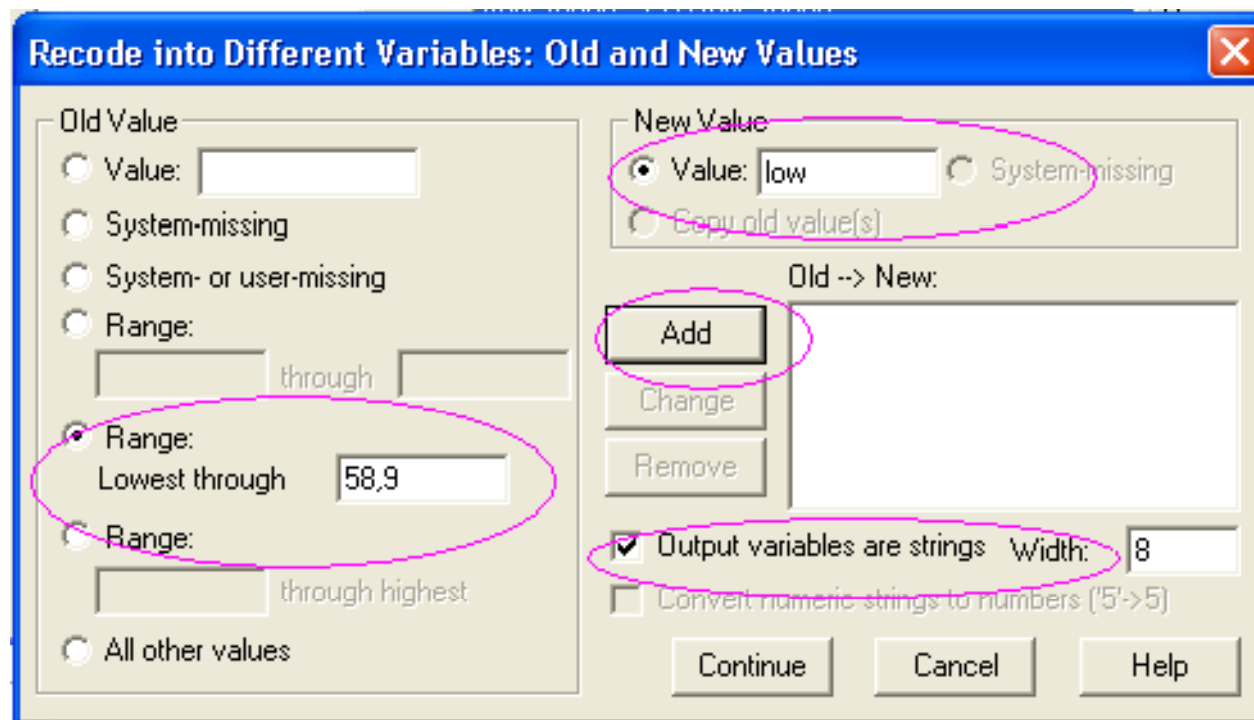 Recode into Different Variables: Old and New Values
Old Value
Value:
System-missing
System- or user-missing
Range:
through
Range:
Lowest through 58,9
Range:
through highest
All other values
New Value
Value: low System-missing
Copy old value(s)
Old --> New:
Add
Change
Remove
Output variables are strings Width: 8
Convert numeric strings to numbers ('5'->5)
Continue Cancel Help